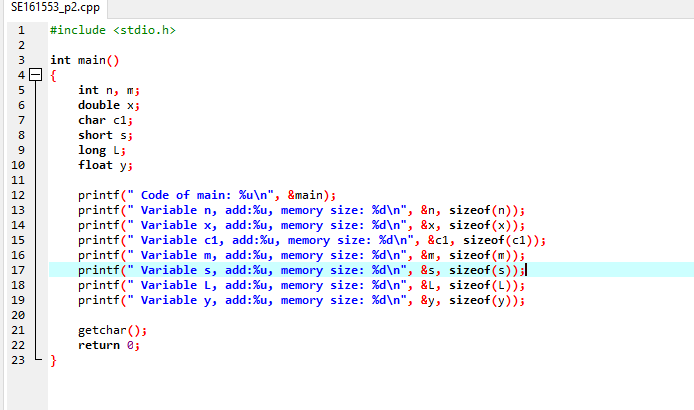 SE161553_p2.cpp
1 #include <stdio.h>
2
3 int main()
4 {
5 int n, m;
6 double x;
7 char c1;
8 short s;
9 long L;
10 float y;
11
12 printf(" Code of main: %u\n", &main);
13 printf(" Variable n, add:%u, memory size: %d\n", &n, sizeof(n));
14 printf(" Variable x, add:%u, memory size: %d\n", &x, sizeof(x));
15 printf(" Variable c1, add:%u, memory size: %d\n", &c1, sizeof(c1));
16 printf(" Variable m, add:%u, memory size: %d\n", &m, sizeof(m));
17 printf(" Variable s, add:%u, memory size: %d\n", &s, sizeof(s));
18 printf(" Variable L, add:%u, memory size: %d\n", &L, sizeof(L));
19 printf(" Variable y, add:%u, memory size: %d\n", &y, sizeof(y));
20
21 getchar();
22 return 0;
23 }